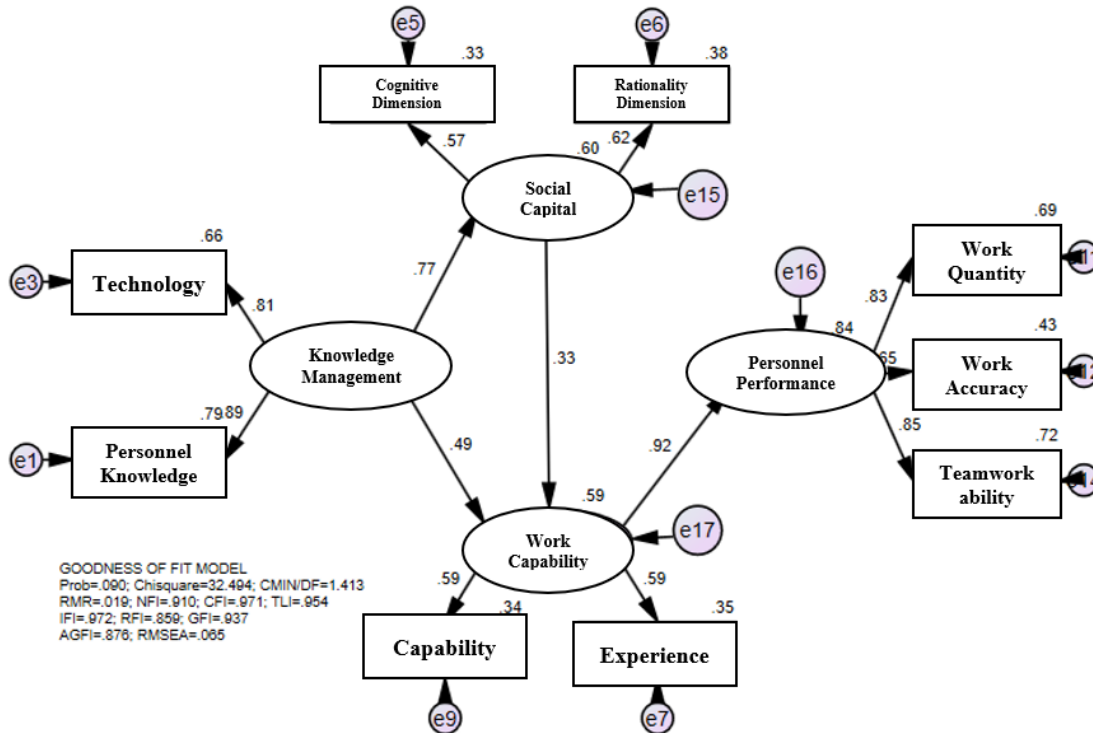 e5
e6
.33
.38
Cognitive
Dimension
Rationality
Dimension
.57
.60
.62
Social
Capital
e15
.66
.69
e3
Technology
.77
e16
Work
Quantity
.81
.83
.84
.43
Knowledge
Management
.33
Personnel
Performance
.65
Work
Accuracy
.79
.89
.49
.92
.85
.72
e1
Personnel
Knowledge
Teamwork
ability
.59
Work
Capability
e17
GOODNESS OF FIT MODEL
Prob=.090; Chisquare=32.494; CMIN/DF=1.413
RMR=.019; NFI=.910; CFI=.971; TLI=.954
IFI=.972; RFI=.859; GFI=.937
AGFI=.876; RMSEA=.065
.59
.59
.34
.35
Capability
Experience
e9
e7